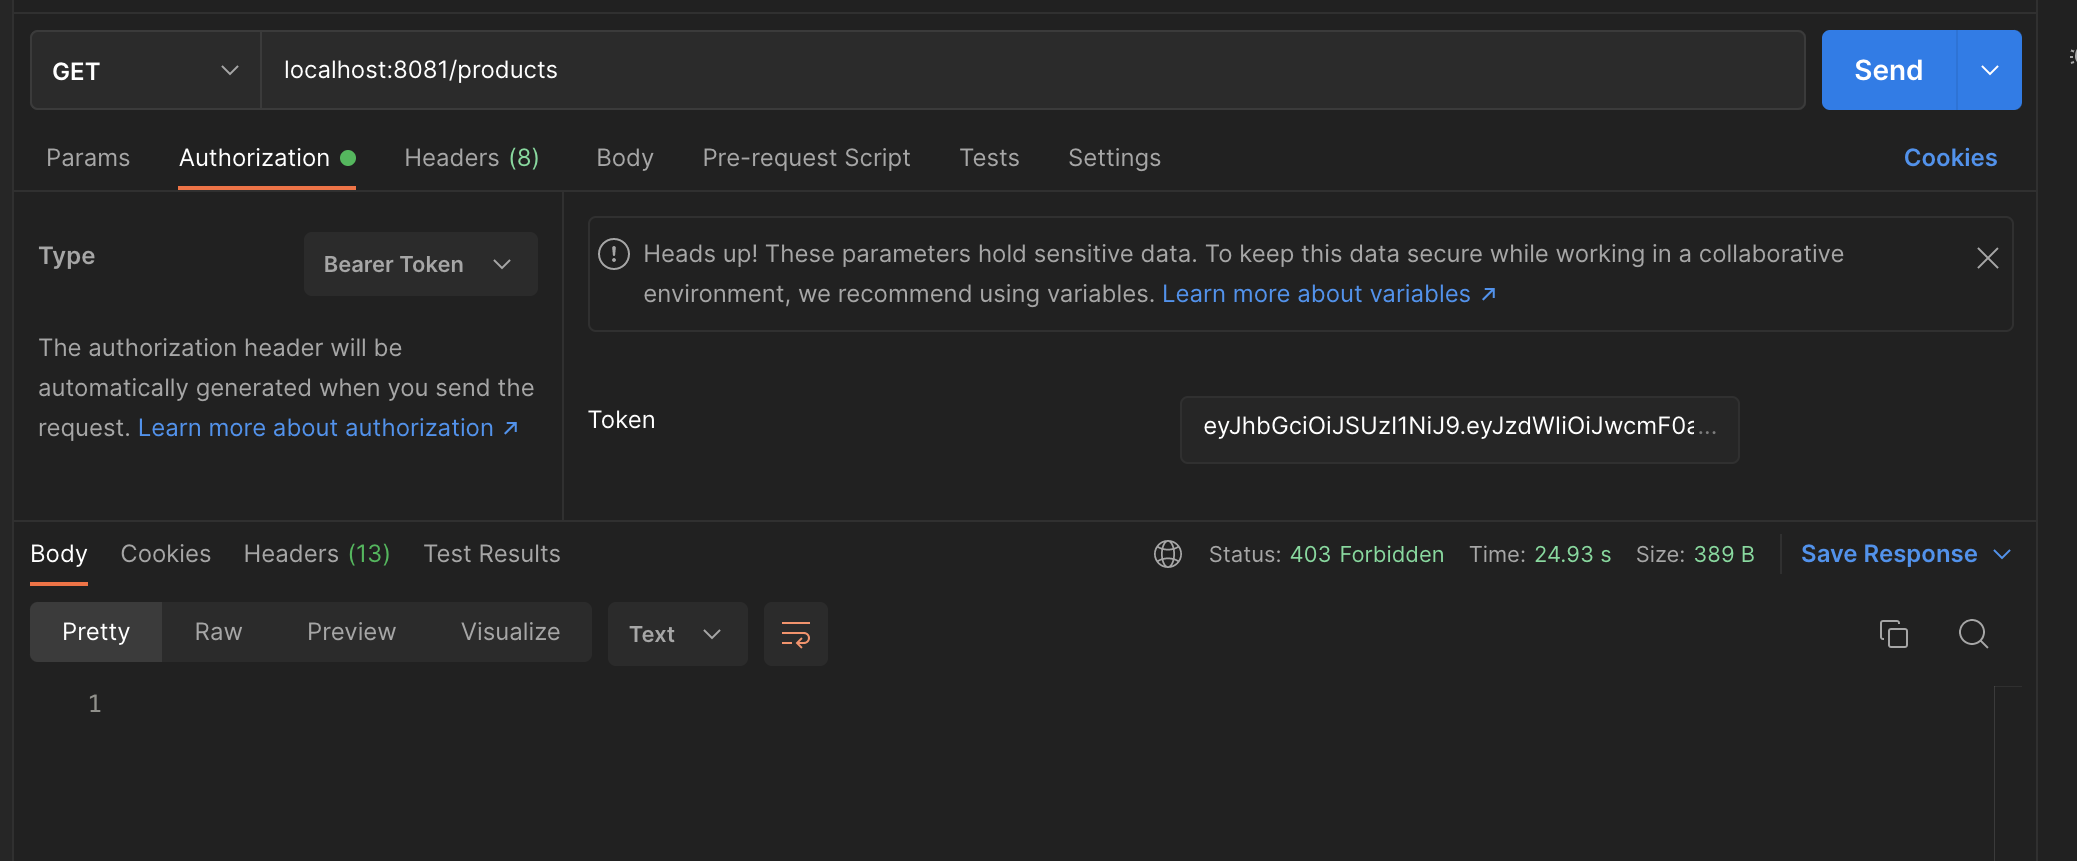 GET
localhost:8081/products
Send
Params
Authorization
Headers (8)
Body
Pre-request Script
Tests
Settings
Cookies
Type
Bearer Token
The authorization header will be
automatically generated when you send the
request. Learn more about authorization ↗
Heads up! These parameters hold sensitive data. To keep this data secure while working in a collaborative
environment, we recommend using variables. Learn more about variables ↗
Token
eyJhbGciOiJSUzI1NiJ9.eyJzdWIiOiJwcmF0a...
Body
Cookies
Headers (13)
Test Results
Status: 403 Forbidden
Time: 24.93 s
Size: 389 B
Save Response
Pretty
Raw
Preview
Visualize
Text
1